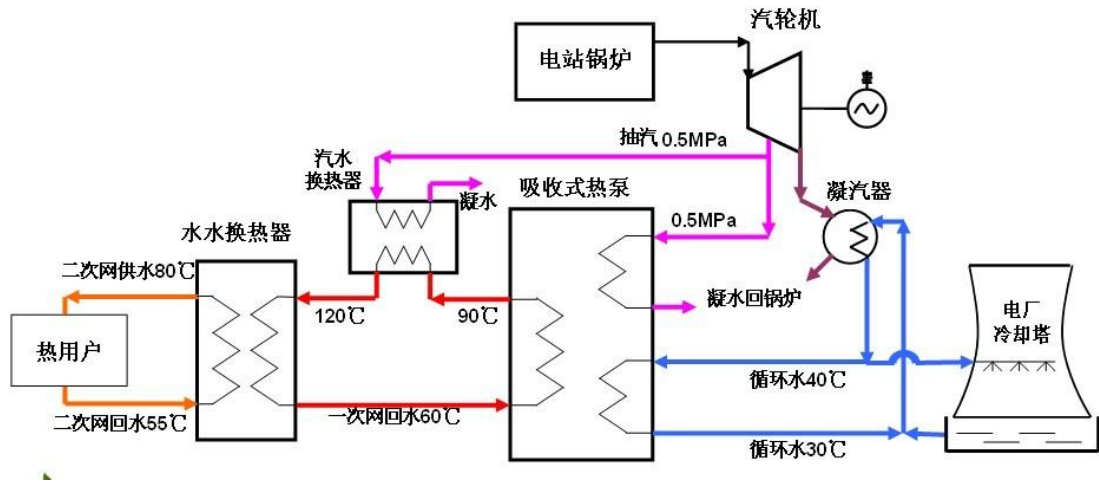 汽轮机
电站锅炉
抽汽 0.5MPa
汽水
换热器
凝水
吸收式热泵
凝汽器
水水换热器
0.5MPa
二次网供水80℃
120℃
90℃
凝水回锅炉
电厂
冷却塔
热用户
循环水40℃
二次网回水55℃
一次网回水60℃
循环水30℃